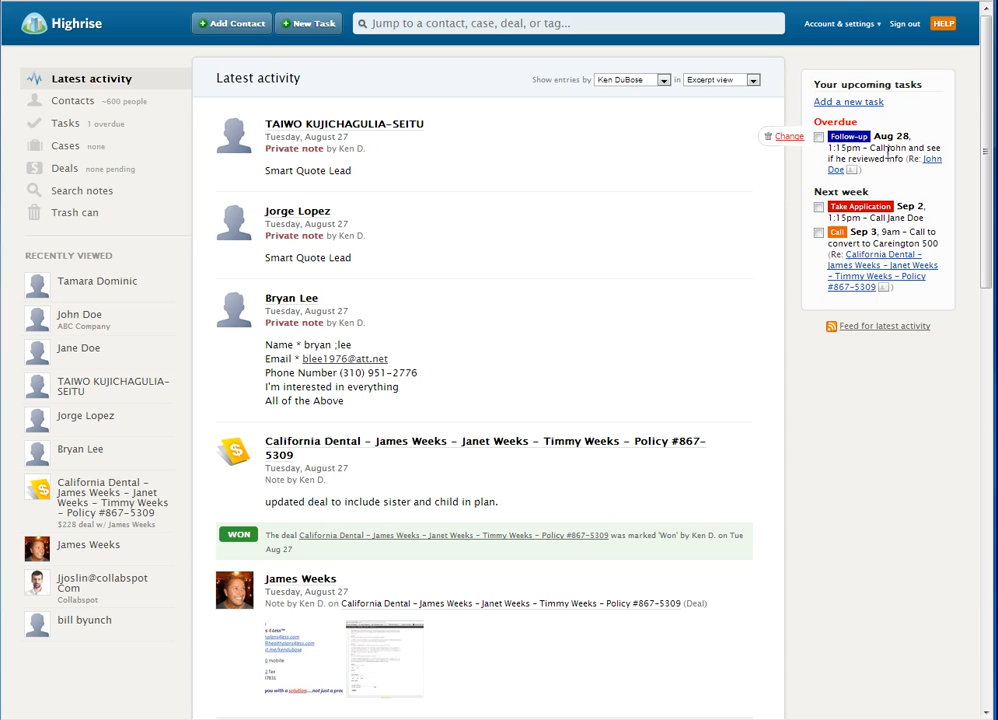 Highrise
Add Contact
New Task
Jump to a contact, case, deal, or tag...
Account & settings
Sign out
HELP
Latest activity
Contacts ~600 people
Tasks 1 overdue
Cases none
Deals none pending
Search notes
Trash can
RECENTLY VIEWED
Tamara Dominic
John Doe
ABC Company
Jane Doe
TAIWO KUJICHAGULIA-
SEITU
Jorge Lopez
Bryan Lee
California Dental -
James Weeks - Janet
Weeks - Timmy Weeks
- Policy #867-5309
$228 deal w/ James Weeks
James Weeks
Jjoslin@collabspot
Com
Collabspot
bill byunch
Latest activity
Show entries by Ken DuBose in Excerpt view
TAIWO KUJICHAGULIA-SEITU
Tuesday, August 27
Private note by Ken D.
Smart Quote Lead
Jorge Lopez
Tuesday, August 27
Private note by Ken D.
Smart Quote Lead
Bryan Lee
Tuesday, August 27
Private note by Ken D.
Name * bryan ;lee
Email * blee1976@att.net
Phone Number (310) 951-2776
I'm interested in everything
All of the Above
California Dental - James Weeks - Janet Weeks - Timmy Weeks - Policy #867-
5309
Tuesday, August 27
Note by Ken D.
updated deal to include sister and child in plan.
WON
The deal California Dental - James Weeks - Janet Weeks - Timmy Weeks - Policy #867-5309 was marked 'Won' by Ken D. on Tue
Aug 27
James Weeks
Tuesday, August 27
Note by Ken D. on California Dental - James Weeks - Janet Weeks - Timmy Weeks - Policy #867-5309 (Deal)
Your upcoming tasks
Add a new task
Overdue
Change
Follow-up Aug 28,
1:15pm - Call John and see
if he reviewed info (Re: John
Doe )
Next week
Take Application Sep 2,
1:15pm - Call Jane Doe
Call Sep 3, 9am - Call to
convert to Careington 500
(Re: California Dental -
James Weeks - Janet Weeks
- Timmy Weeks - Policy
#867-5309 )
Feed for latest activity